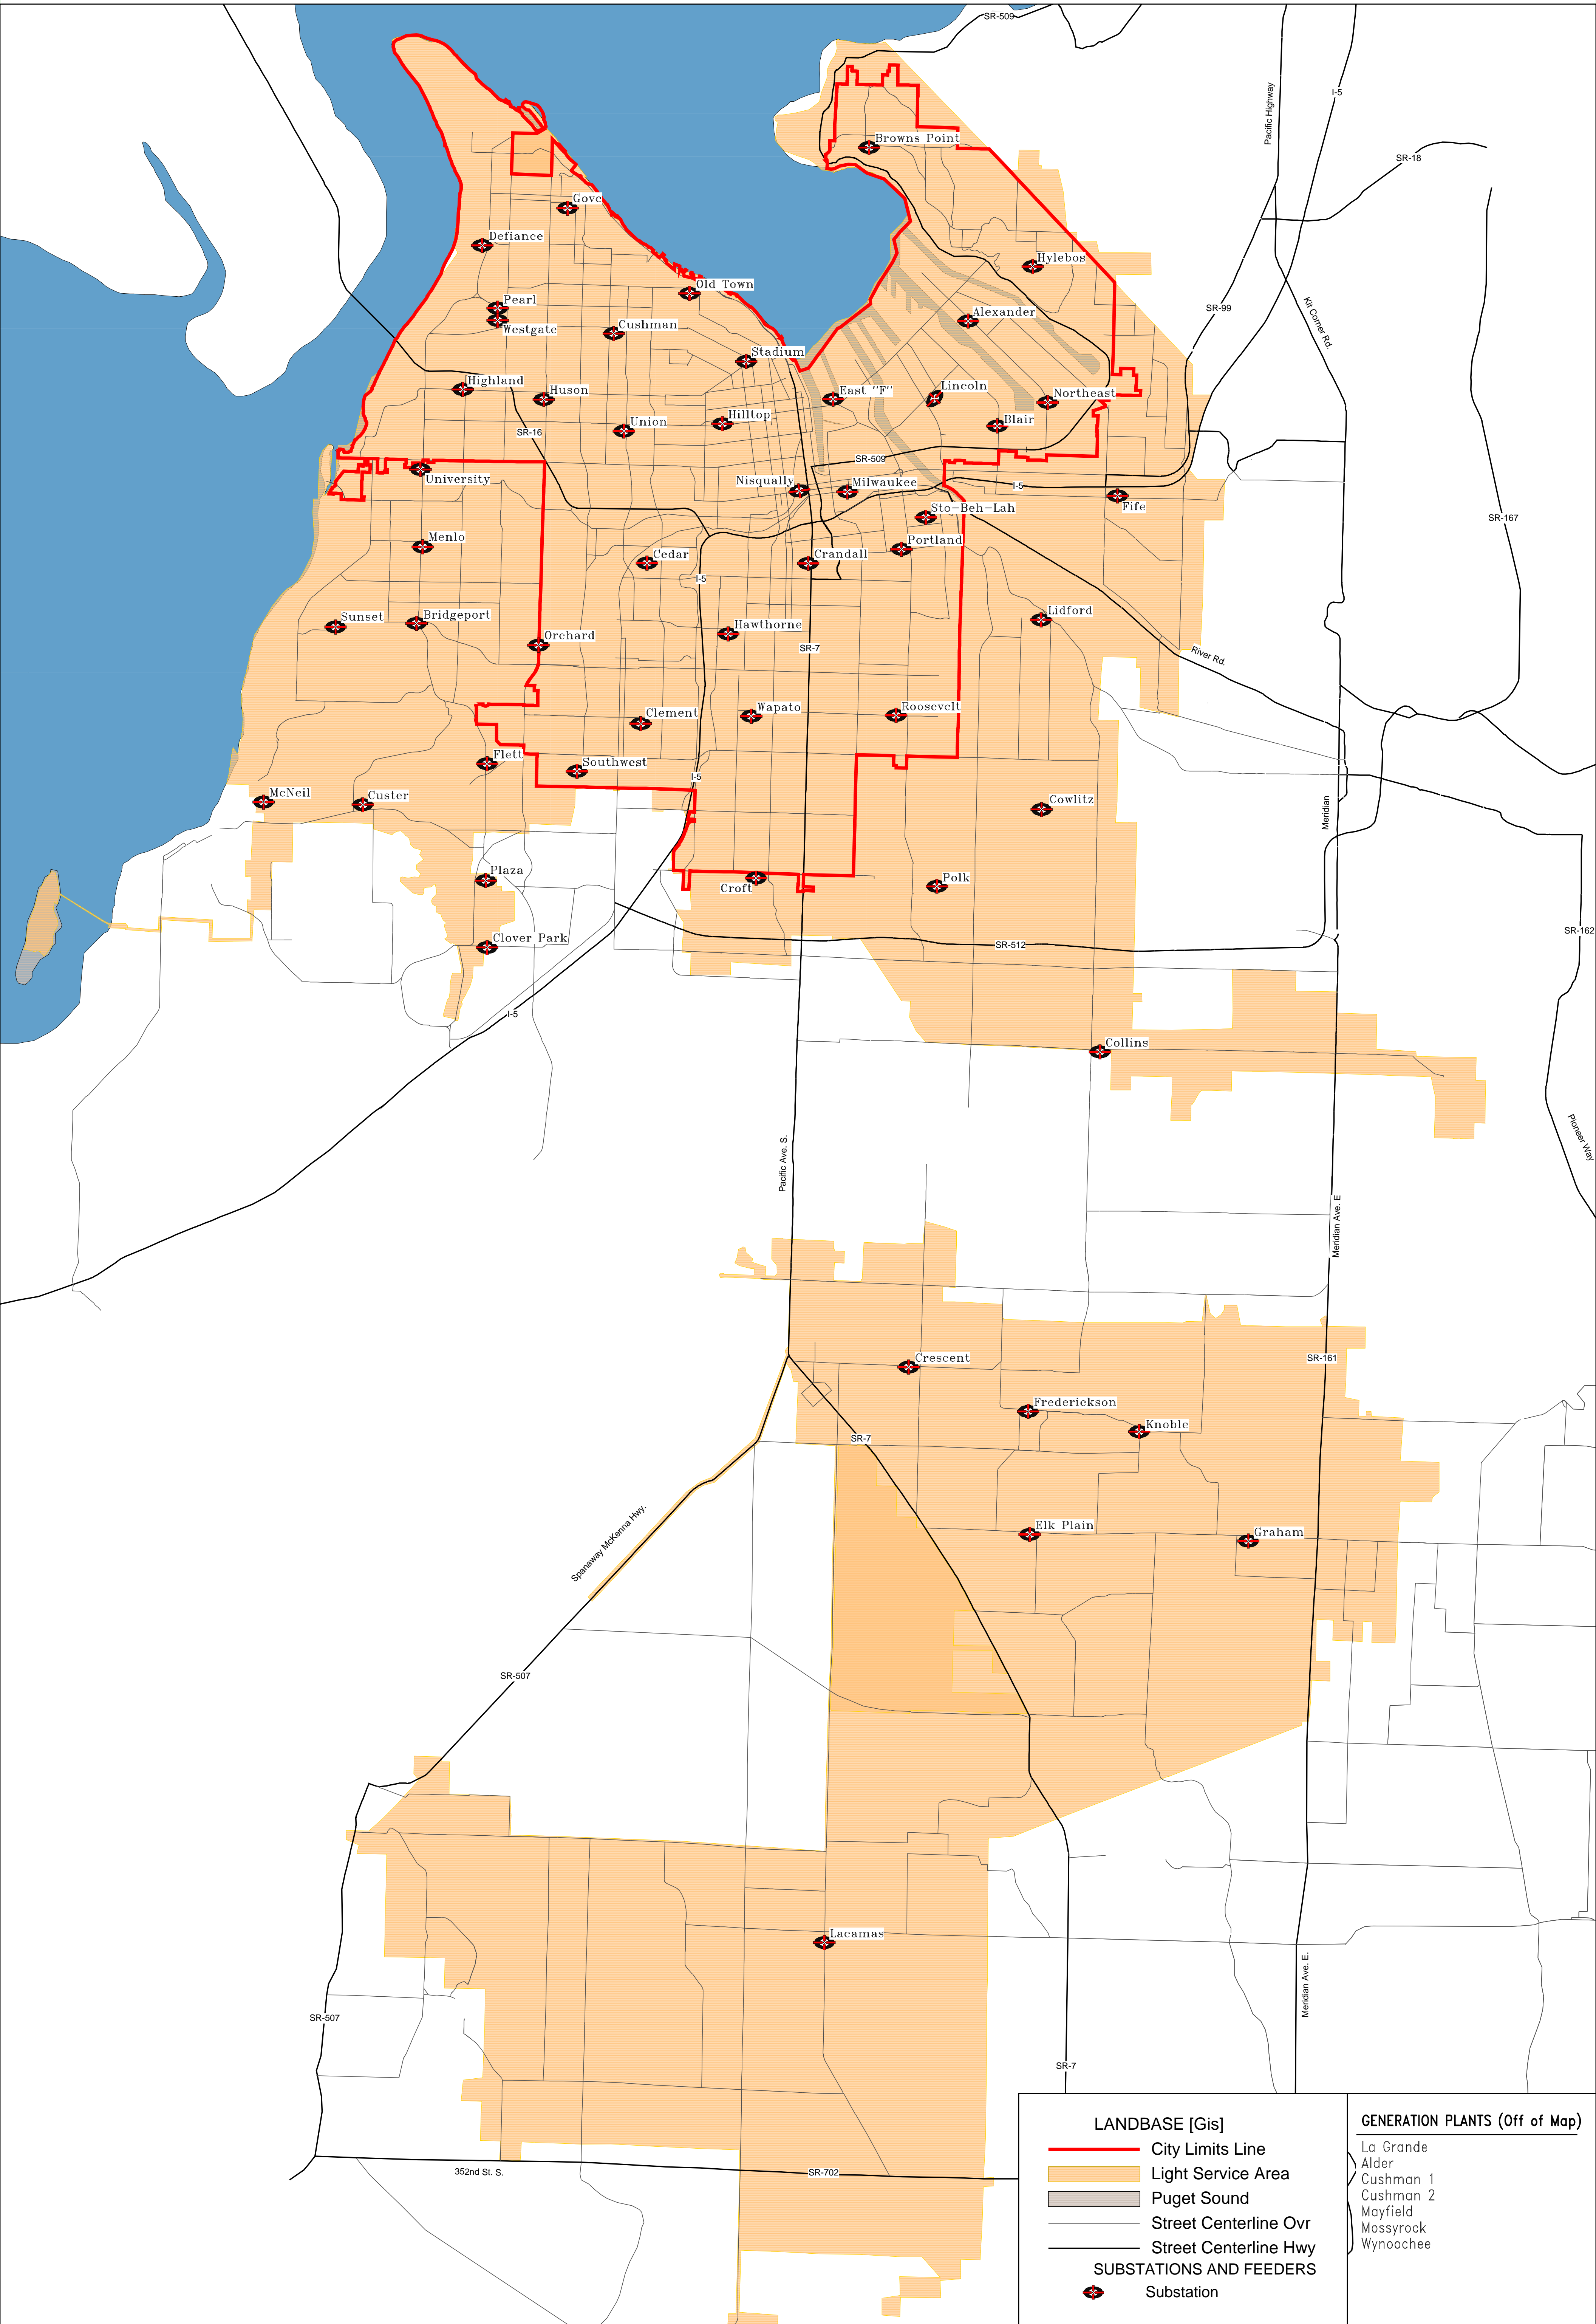 SR-509
Pacific Highway
I-5
Browns Point
SR-18
Gove
Defiance
Hylebos
Old Town
Pearl
Westgate
Cushman
Alexander
SR-99
Kit Corner Rd.
Stadium
Highland
Huson
East "F"
Lincoln
Northeast
Union
Hilltop
Blair
SR-16
SR-509
University
Nisqually
Milwaukee
I-5
Fife
Sto-Beh-Lah
SR-167
Menlo
Cedar
Crandall
Portland
I-5
Sunset
Bridgeport
Lidford
Orchard
Hawthorne
SR-7
River Rd.
Clement
Wapato
Roosevelt
Flett
Southwest
I-5
McNeil
Custer
Cowlitz
Meridian
Plaza
Croft
Polk
Clover Park
SR-512
SR-162
I-5
Collins
Pioneer Way
Pacific Ave. S.
Meridian Ave. E
Crescent
SR-161
Frederickson
Knoble
SR-7
Elk Plain
Graham
Spanaway McKenna Hwy.
SR-507
Lacamas
SR-507
Meridian Ave. E.
SR-7
352nd St. S.
SR-702
LANDBASE [Gis]
City Limits Line
Light Service Area
Puget Sound
Street Centerline Ovr
Street Centerline Hwy
SUBSTATIONS AND FEEDERS
Substation
GENERATION PLANTS (Off of Map)
La Grande
Alder
Cushman 1
Cushman 2
Mayfield
Mossyrock
Wynoochee